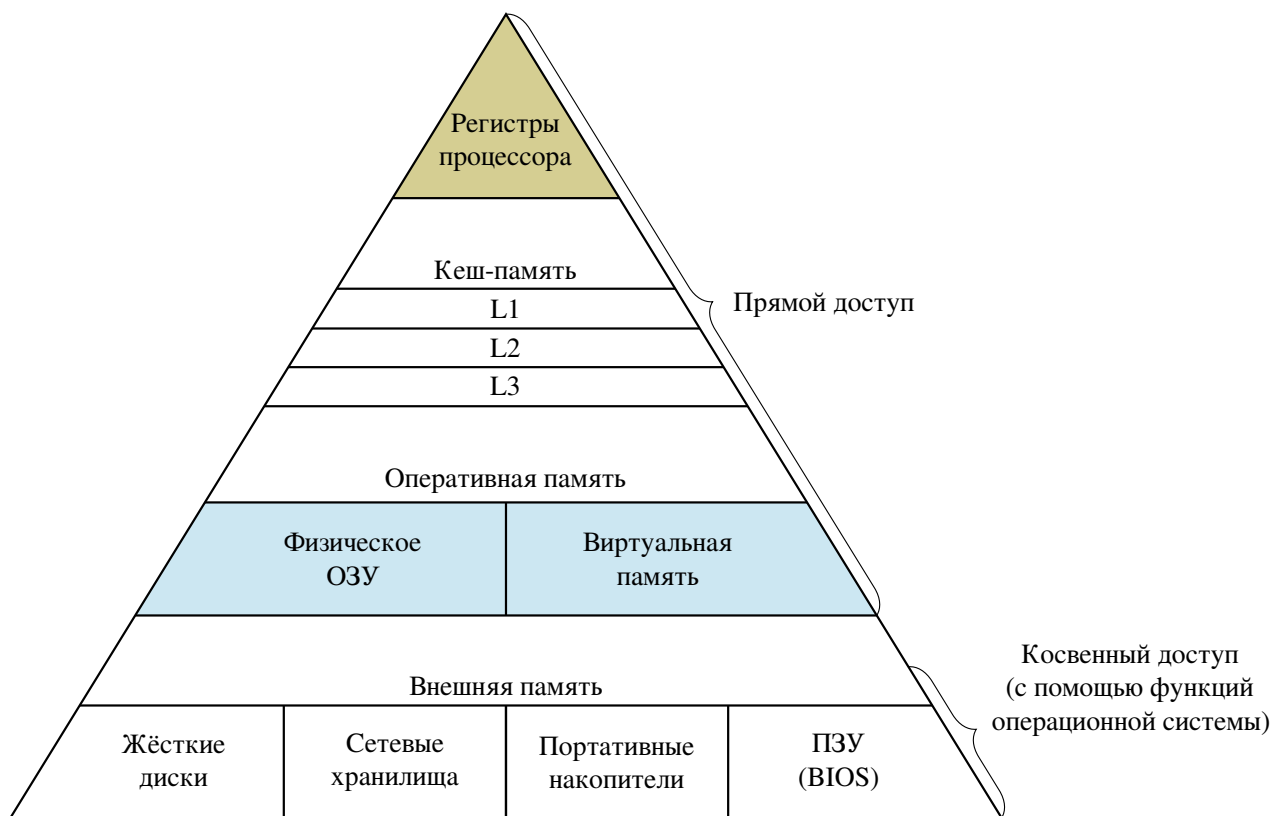 Регистры
процессора
Кеш-память
L1
Прямой доступ
L2
L3
Оперативная память
Физическое
ОЗУ
Виртуальная
память
Внешняя память
Косвенный доступ
(с помощью функций
операционной системы)
Жёсткие
диски
Сетевые
хранилища
Портативные
накопители
ПЗУ
(BIOS)